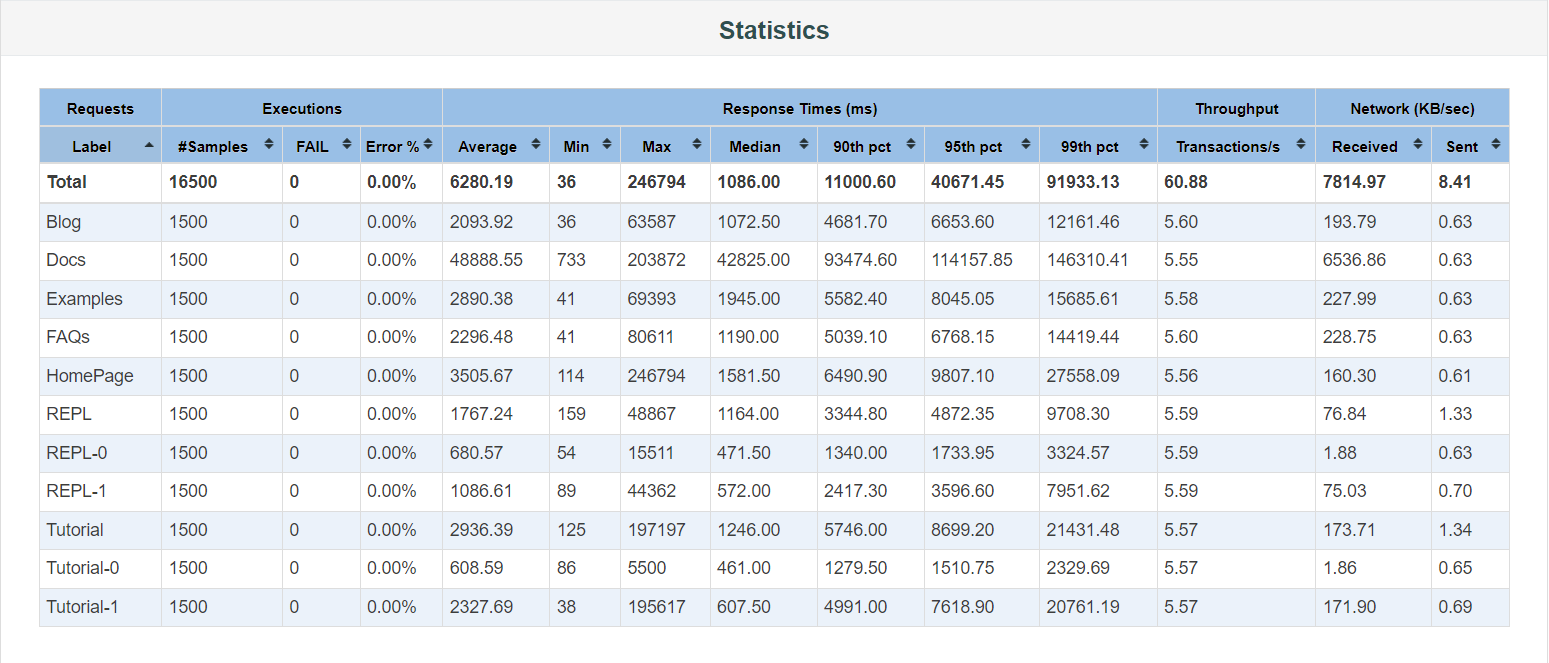 Statistics
Requests Executions Response Times (ms) Throughput Network (KB/sec)
Label #Samples FAIL Error % Average Min Max Median 90th pct 95th pct 99th pct Transactions/s Received Sent
Total 16500 0 0.00% 6280.19 36 246794 1086.00 11000.60 40671.45 91933.13 60.88 7814.97 8.41
Blog 1500 0 0.00% 2093.92 36 63587 1072.50 4681.70 6653.60 12161.46 5.60 193.79 0.63
Docs 1500 0 0.00% 48888.55 733 203872 42825.00 93474.60 114157.85 146310.41 5.55 6536.86 0.63
Examples 1500 0 0.00% 2890.38 41 69393 1945.00 5582.40 8045.05 15685.61 5.58 227.99 0.63
FAQs 1500 0 0.00% 2296.48 41 80611 1190.00 5039.10 6768.15 14419.44 5.60 228.75 0.63
HomePage 1500 0 0.00% 3505.67 114 246794 1581.50 6490.90 9807.10 27558.09 5.56 160.30 0.61
REPL 1500 0 0.00% 1767.24 159 48867 1164.00 3344.80 4872.35 9708.30 5.59 76.84 1.33
REPL-0 1500 0 0.00% 680.57 54 15511 471.50 1340.00 1733.95 3324.57 5.59 1.88 0.63
REPL-1 1500 0 0.00% 1086.61 89 44362 572.00 2417.30 3596.60 7951.62 5.59 75.03 0.70
Tutorial 1500 0 0.00% 2936.39 125 197197 1246.00 5746.00 8699.20 21431.48 5.57 173.71 1.34
Tutorial-0 1500 0 0.00% 608.59 86 5500 461.00 1279.50 1510.75 2329.69 5.57 1.86 0.65
Tutorial-1 1500 0 0.00% 2327.69 38 195617 607.50 4991.00 7618.90 20761.19 5.57 171.90 0.69